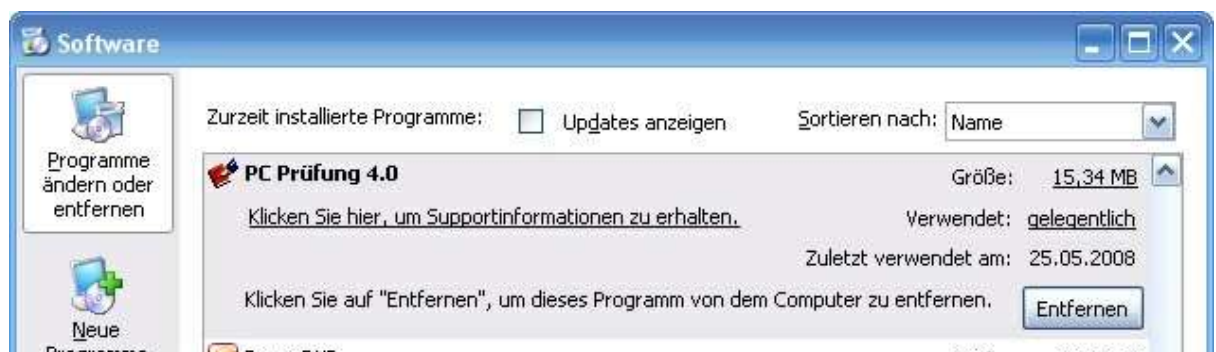 Software
Programme
ändern oder
entfernen
Neue
Zurzeit installierte Programme:
Updates anzeigen
Sortieren nach:
Name
PC Prüfung 4.0
Größe:
15,34 MB
Klicken Sie hier, um Supportinformationen zu erhalten.
Verwendet:
gelegentlich
Zuletzt verwendet am:
25.05.2008
Klicken Sie auf "Entfernen", um dieses Programm von dem Computer zu entfernen.
Entfernen